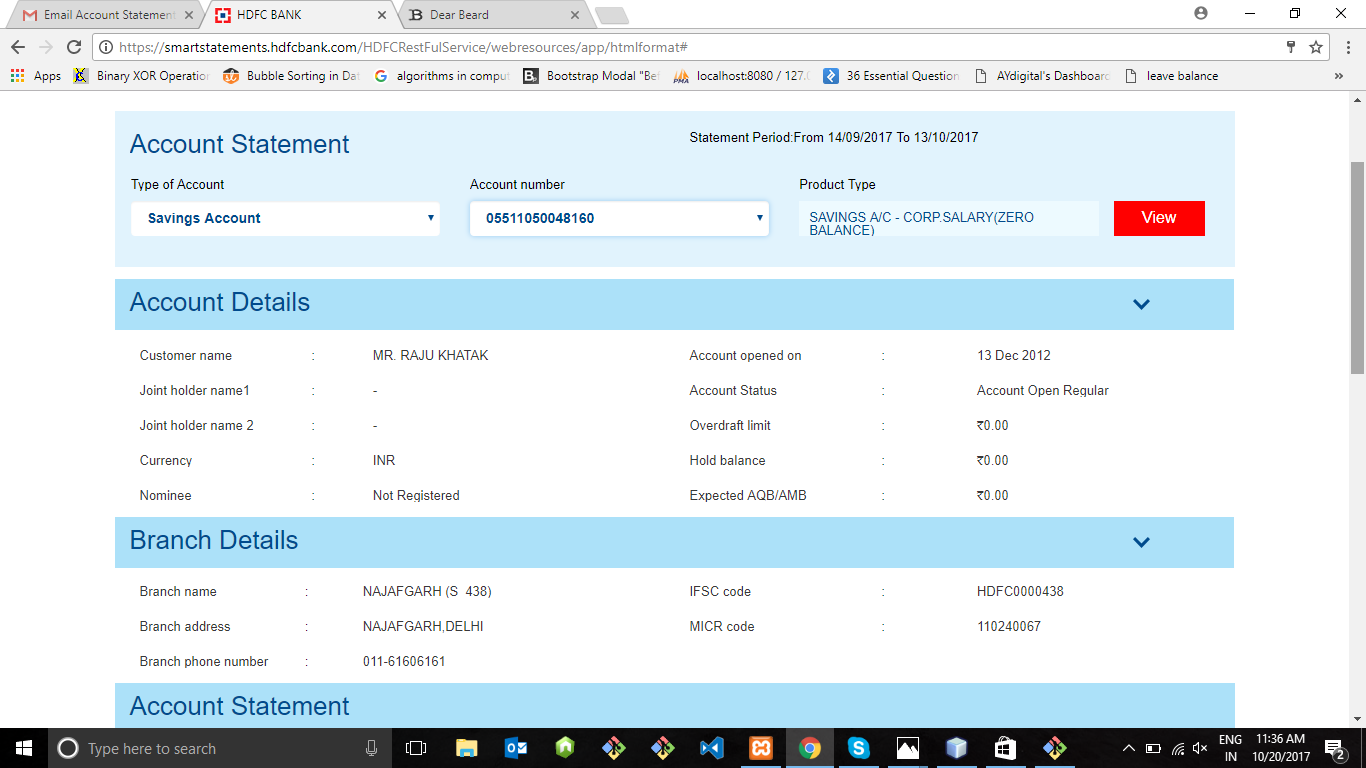 Email Account Statement
HDFC BANK
Dear Beard
https://smartstatements.hdfcbank.com/HDFCRestFulService/webresources/app/htmlformat#
Apps
Binary XOR Operation
Bubble Sorting in Dat
algorithms in comput
Bootstrap Modal "Bef
localhost:8080 / 127.0
36 Essential Question
AYdigital's Dashboard
leave balance
Account Statement
Statement Period:From 14/09/2017 To 13/10/2017
Type of Account
Account number
Product Type
Savings Account
05511050048160
SAVINGS A/C - CORP.SALARY(ZERO
BALANCE)
View
Account Details
Customer name : MR. RAJU KHATAK Account opened on : 13 Dec 2012
Joint holder name1 : - Account Status : Account Open Regular
Joint holder name 2 : - Overdraft limit : ₹0.00
Currency : INR Hold balance : ₹0.00
Nominee : Not Registered Expected AQB/AMB : ₹0.00
Branch Details
Branch name : NAJAFGARH (S 438) IFSC code : HDFC0000438
Branch address : NAJAFGARH,DELHI MICR code : 110240067
Branch phone number : 011-61606161
Account Statement
Type here to search
ENG
IN
11:36 AM
10/20/2017
2